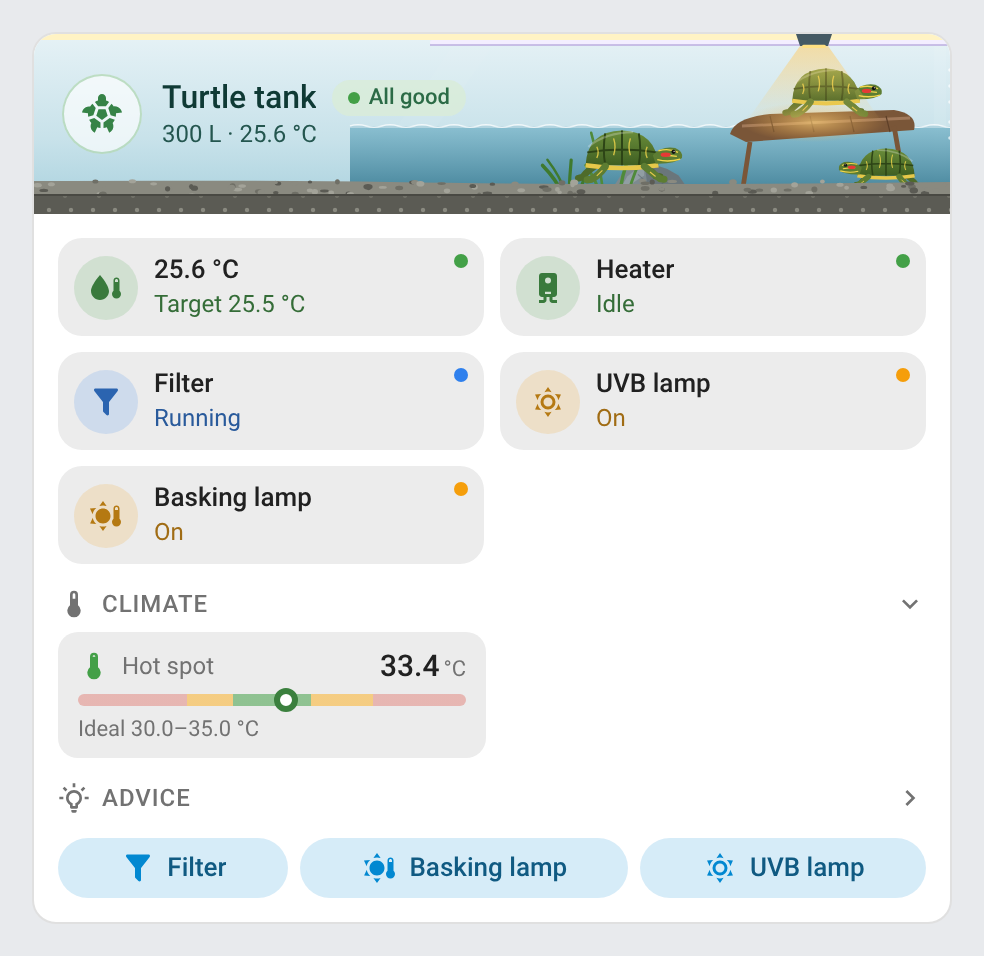 Turtle tank
All good
300 L · 25.6 °C
25.6 °C
Target 25.5 °C
Heater
Idle
Filter
Running
UVB lamp
On
Basking lamp
On
CLIMATE
Hot spot
33.4 °C
Ideal 30.0–35.0 °C
ADVICE
Filter
Basking lamp
UVB lamp